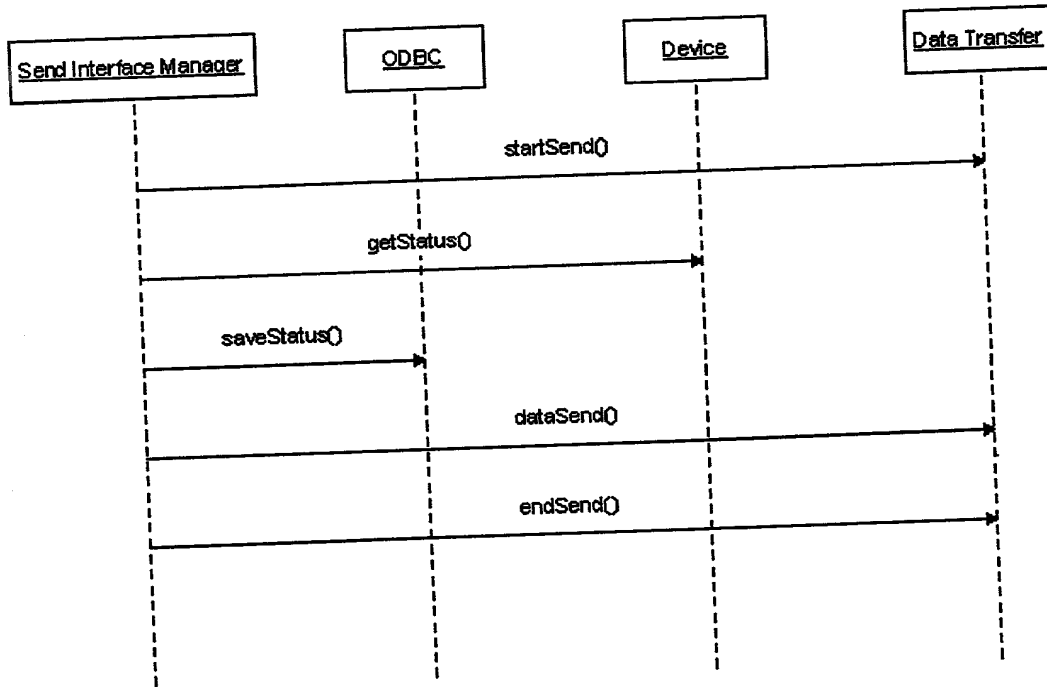 Send Interface Manager
ODBC
Device
Data Transfer
startSend()
getStatus()
saveStatus()
dataSend()
endSend()